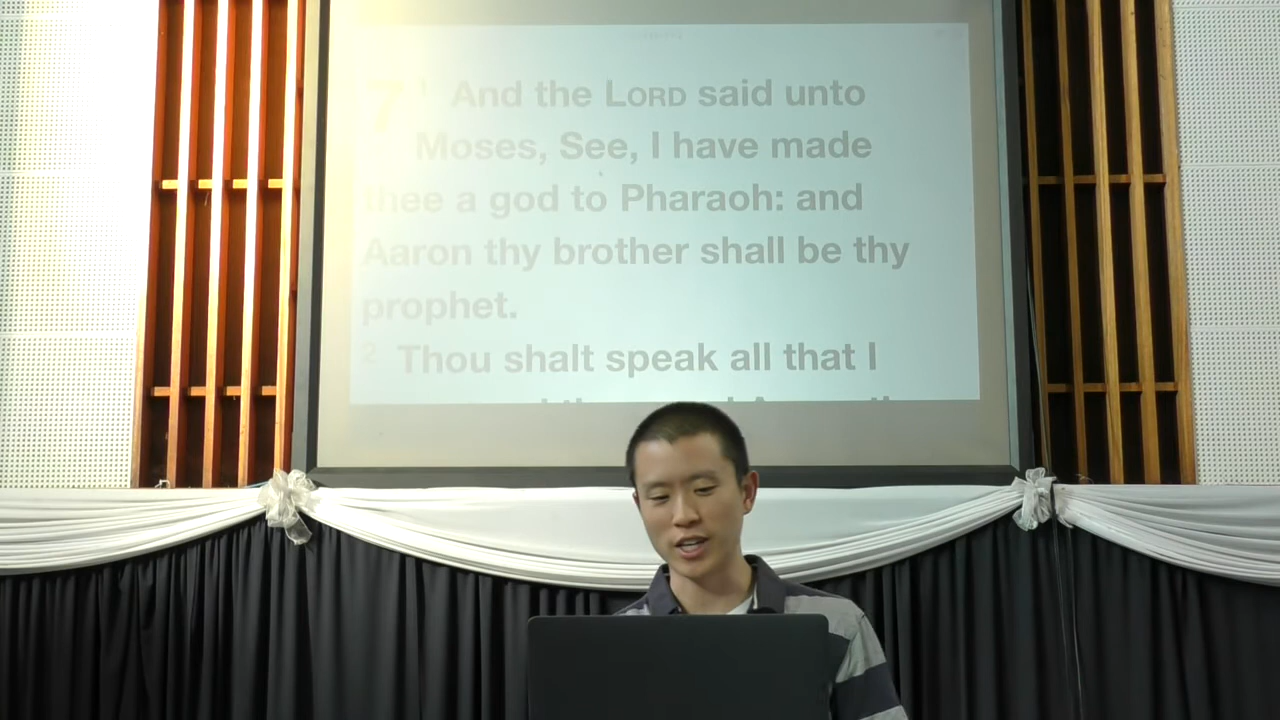 7 1 And the LORD said unto
Moses, See, I have made
thee a god to Pharaoh: and
Aaron thy brother shall be thy
prophet.
2 Thou shalt speak all that I